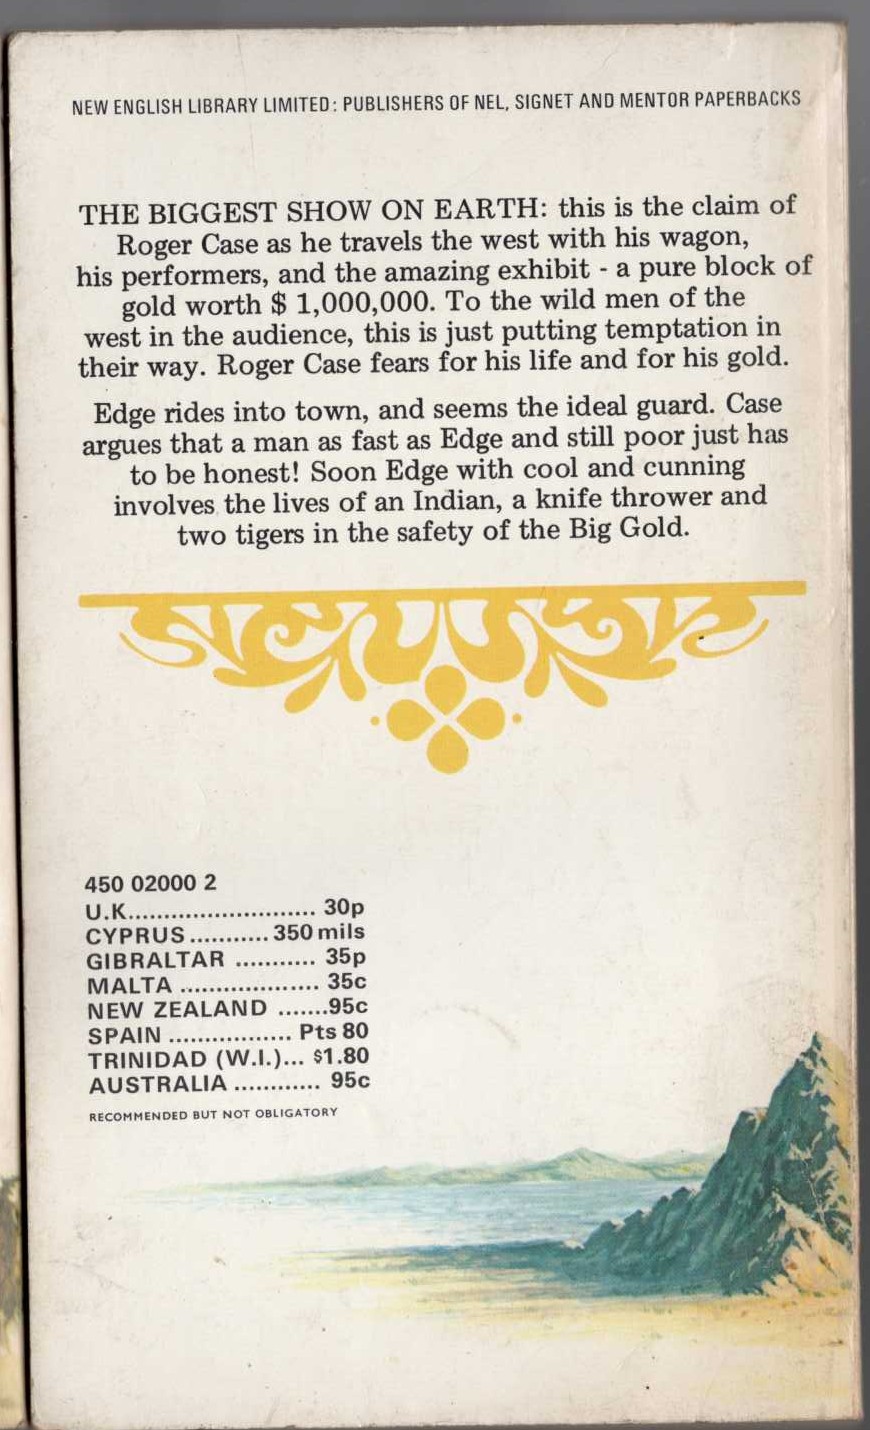 NEW ENGLISH LIBRARY LIMITED: PUBLISHERS OF NEL, SIGNET AND MENTOR PAPERBACKS
THE BIGGEST SHOW ON EARTH: this is the claim of
Roger Case as he travels the west with his wagon,
his performers, and the amazing exhibit - a pure block of
gold worth $ 1,000,000. To the wild men of the
west in the audience, this is just putting temptation in
their way. Roger Case fears for his life and for his gold.
Edge rides into town, and seems the ideal guard. Case
argues that a man as fast as Edge and still poor just has
to be honest! Soon Edge with cool and cunning
involves the lives of an Indian, a knife thrower and
two tigers in the safety of the Big Gold.
450 02000 2
U.K.......................... 30p
CYPRUS ........... 350 mils
GIBRALTAR ........... 35p
MALTA .................... 35c
NEW ZEALAND .......95c
SPAIN ................. Pts 80
TRINIDAD (W.I.)... $1.80
AUSTRALIA ............ 95c
RECOMMENDED BUT NOT OBLIGATORY